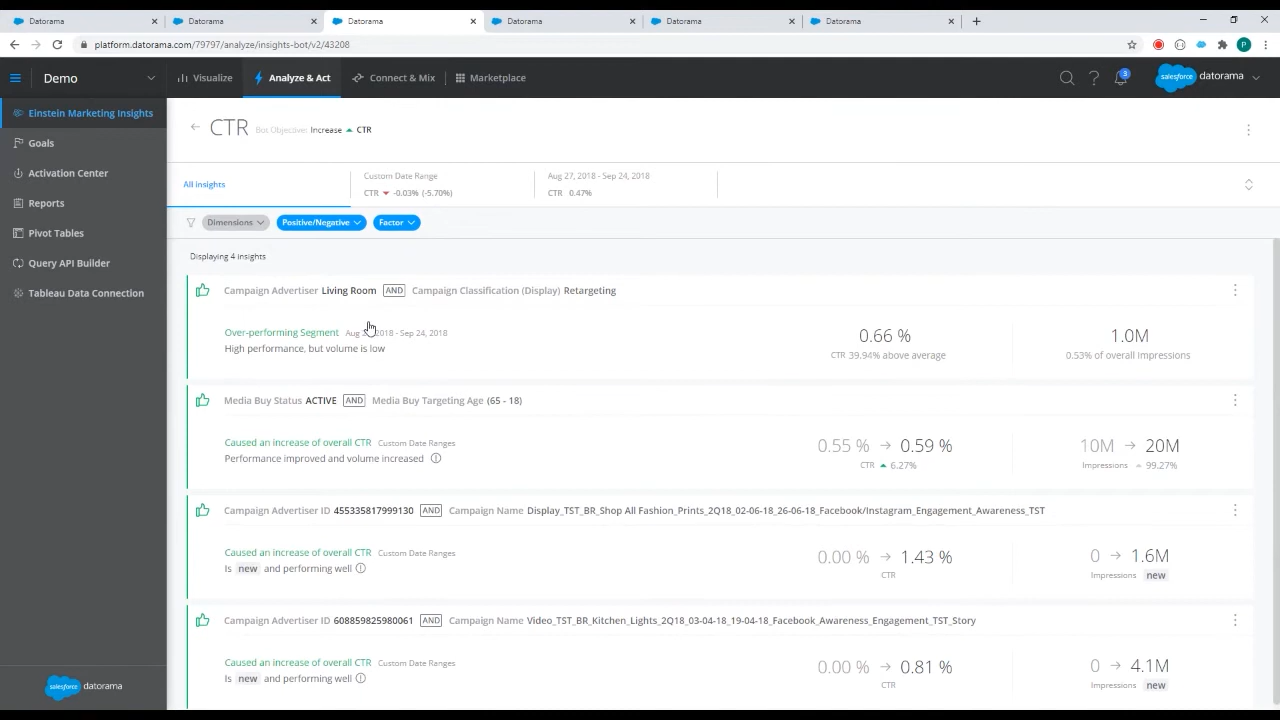 Datorama
Datorama
Datorama
Datorama
Datorama
Datorama
platform.datorama.com/79797/analyze/insights-bot/v2/43208
P
Demo
Visualize
Analyze & Act
Connect & Mix
Marketplace
3
salesforce datorama
Einstein Marketing Insights
Goals
Activation Center
Reports
Pivot Tables
Query API Builder
Tableau Data Connection
salesforce datorama
CTR Bot Objective: Increase CTR
All insights
Custom Date Range
CTR -0.03% (-5.70%)
Aug 27, 2018 - Sep 24, 2018
CTR 0.47%
Dimensions Positive/Negative Factor
Displaying 4 insights
Campaign Advertiser Living Room AND Campaign Classification (Display) Retargeting
Over-performing Segment Aug 2018 - Sep 24, 2018
High performance, but volume is low
0.66 %
CTR 39.94% above average
1.0M
0.53% of overall Impressions
Media Buy Status ACTIVE AND Media Buy Targeting Age (65 - 18)
Caused an increase of overall CTR Custom Date Ranges
Performance improved and volume increased
0.55 % → 0.59 %
CTR 6.27%
10M → 20M
Impressions 99.27%
Campaign Advertiser ID 455335817999130 AND Campaign Name Display_TST_BR_Shop All Fashion_Prints_2Q18_02-06-18_26-06-18_Facebook/Instagram_Engagement_Awareness_TST
Caused an increase of overall CTR Custom Date Ranges
Is new and performing well
0.00 % → 1.43 %
CTR
0 → 1.6M
Impressions new
Campaign Advertiser ID 608859825980061 AND Campaign Name Video_TST_BR_Kitchen_Lights_2Q18_03-04-18_19-04-18_Facebook_Awareness_Engagement_TST_Story
Caused an increase of overall CTR Custom Date Ranges
Is new and performing well
0.00 % → 0.81 %
CTR
0 → 4.1M
Impressions new